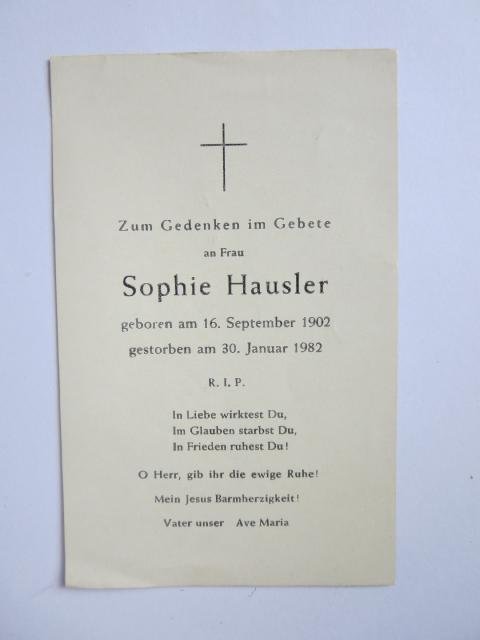 Zum Gedenken im Gebete
an Frau
Sophie Hausler
geboren am 16. September 1902
gestorben am 30. Januar 1982
R. I. P.
In Liebe wirktest Du,
Im Glauben starbst Du,
In Frieden ruhest Du!
O Herr, gib ihr die ewige Ruhe!
Mein Jesus Barmherzigkeit!
Vater unser Ave Maria